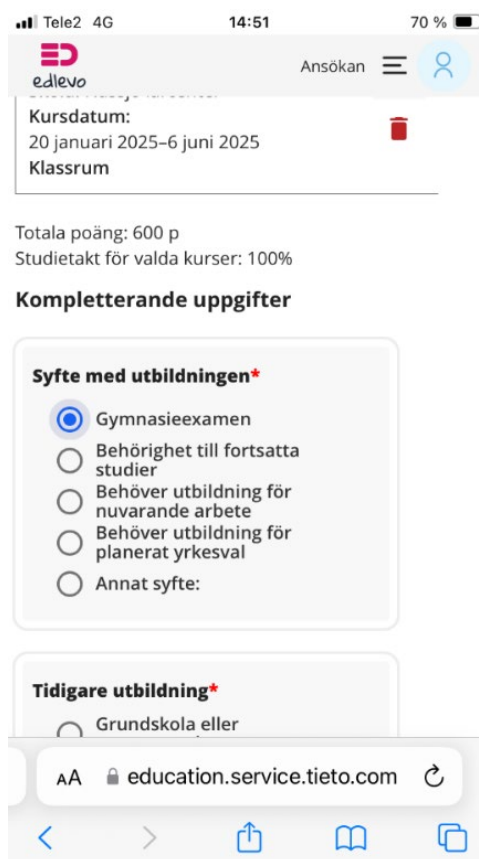 Tele2 4G 14:51 70 %
edlevo
Ansökan
Kursdatum:
20 januari 2025–6 juni 2025
Klassrum
Totala poäng: 600 p
Studietakt för valda kurser: 100%
Kompletterande uppgifter
Syfte med utbildningen*
Gymnasieexamen
Behörighet till fortsatta
studier
Behöver utbildning för
nuvarande arbete
Behöver utbildning för
planerat yrkesval
Annat syfte:
Tidigare utbildning*
Grundskola eller
AA education.service.tieto.com